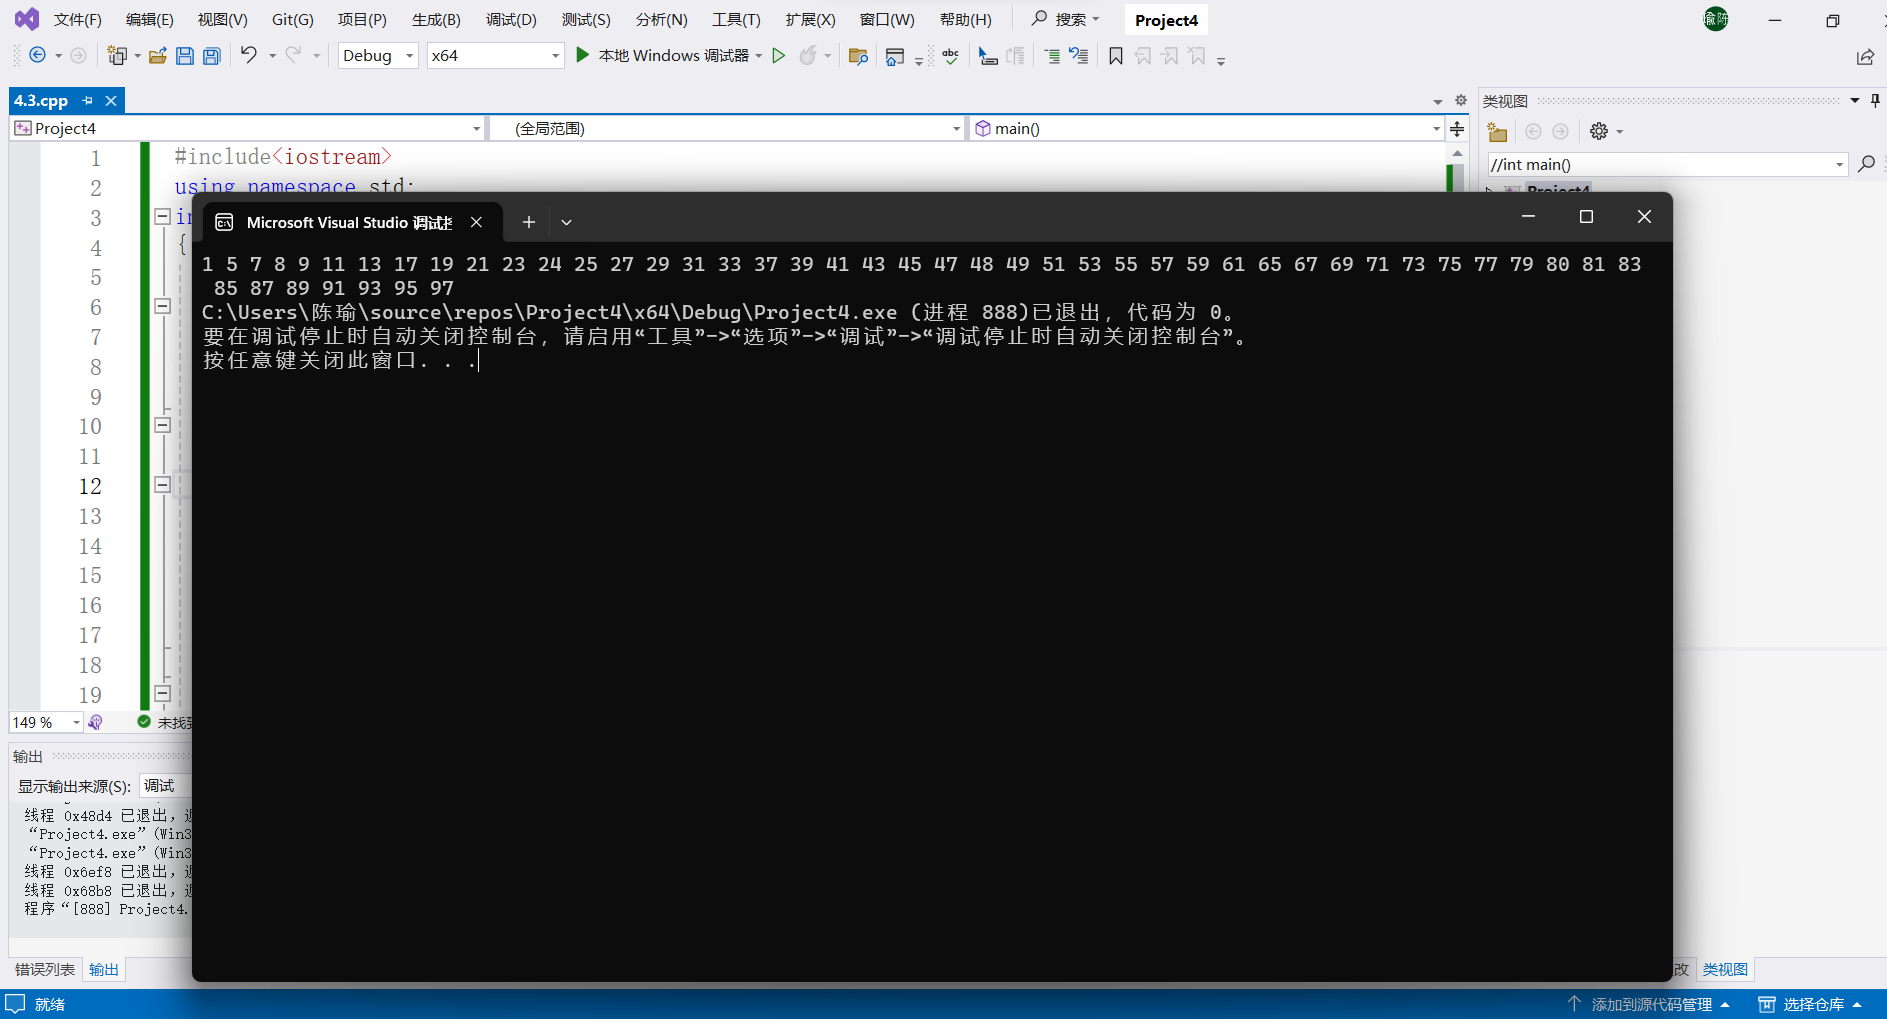 文件(F) 编辑(E) 视图(V) Git(G) 项目(P) 生成(B) 调试(D) 测试(S) 分析(N) 工具(T) 扩展(X) 窗口(W) 帮助(H) 搜索 Project4
Debug x64 本地 Windows 调试器
4.3.cpp
类视图
Project4 (全局范围) main()
//int main()
Project4
1 #include<iostream>
2 using namespace std;
3
4 {
5
6
7
8
9
10
11
12
13
14
15
16
17
18
19
Microsoft Visual Studio 调试
1 5 7 8 9 11 13 17 19 21 23 24 25 27 29 31 33 37 39 41 43 45 47 48 49 51 53 55 57 59 61 65 67 69 71 73 75 77 79 80 81 83
85 87 89 91 93 95 97
C:\Users\陈瑜\source\repos\Project4\x64\Debug\Project4.exe (进程 888)已退出，代码为 0。
要在调试停止时自动关闭控制台，请启用“工具”->“选项”->“调试”->“调试停止时自动关闭控制台”。
按任意键关闭此窗口. . .
149 % 未找到
输出
显示输出来源(S): 调试
线程 0x48d4 已退出，返
“Project4.exe” (Win3
“Project4.exe” (Win3
线程 0x6ef8 已退出，返
线程 0x68b8 已退出，返
程序“[888] Project4.
错误列表 输出
改 类视图
就绪 添加到源代码管理 选择仓库